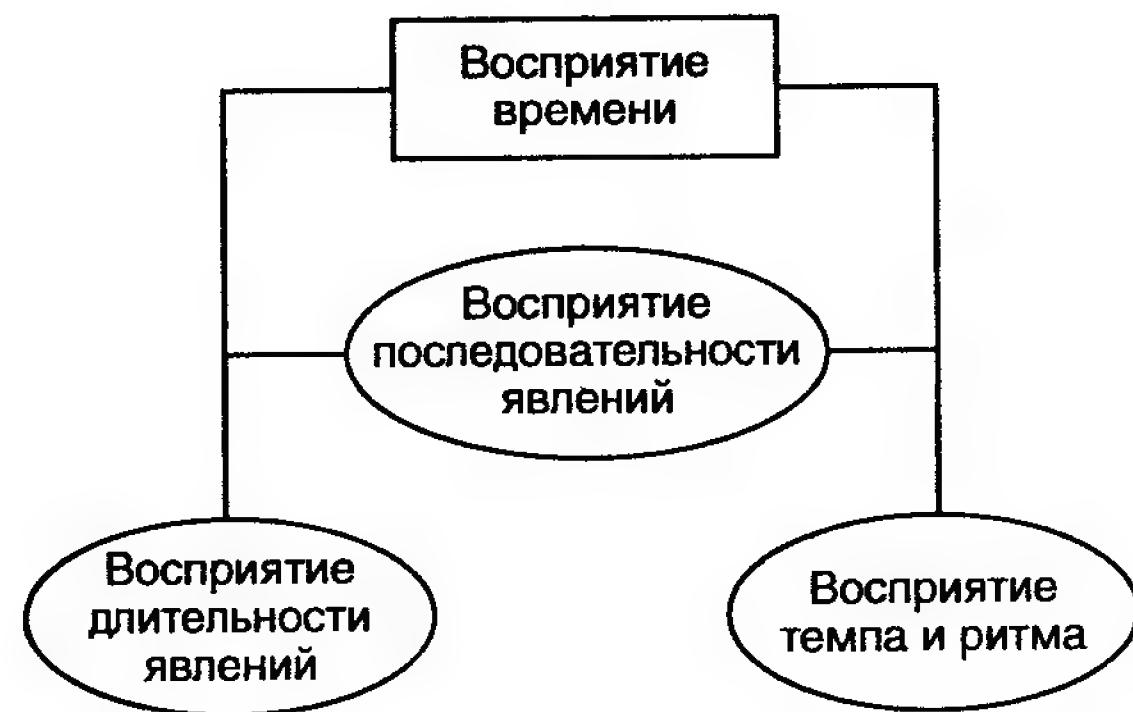 Восприятие
времени
Восприятие
последовательности
явлений
Восприятие
длительности
явлений
Восприятие
темпа и ритма